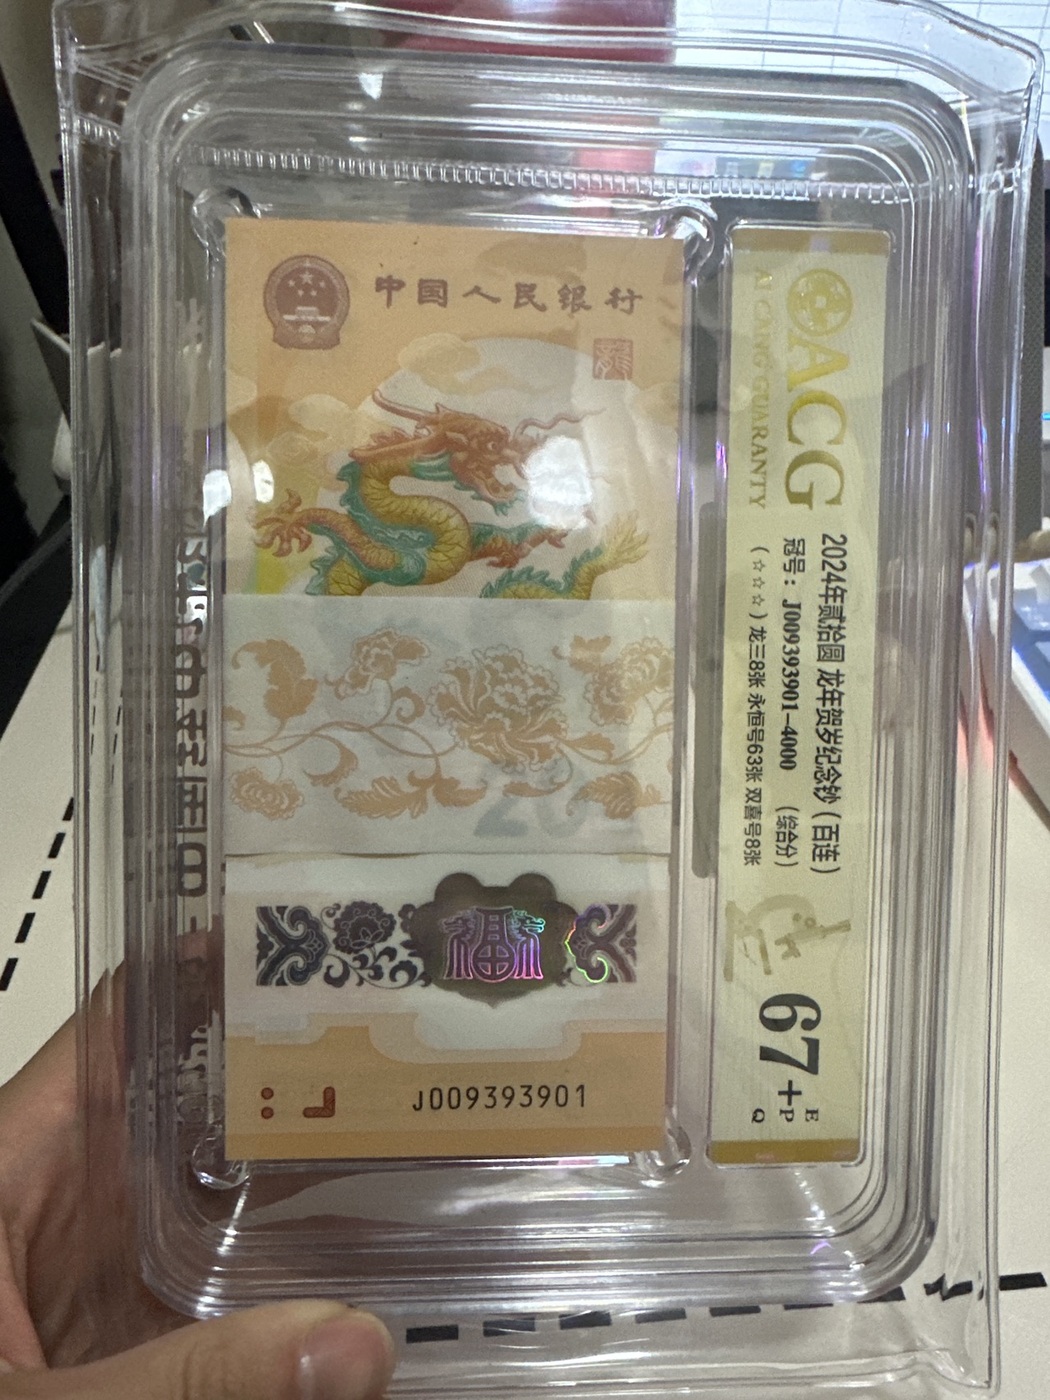 中国人民银行
J009393901
ACG
AI CANG GUARANTY
2024年贰拾圆 龙年贺岁纪念钞（百连）
冠号：J009393901-4000 （综合分）
（☆☆☆）龙三8张 永恒号63张 双喜号8张
67+
EPQ